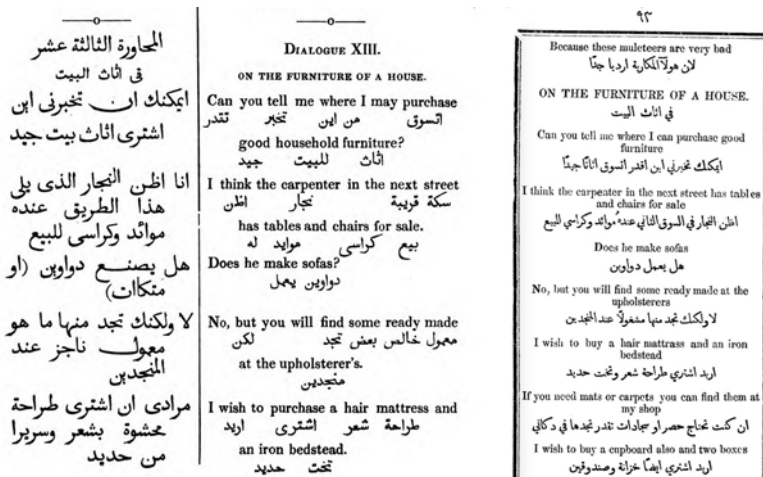 المحاورة الثالثة عشر
فى اثاث البيت
ايمكنك ان تخبرنى اين
اشترى اثاث بيت جيد
انا اظن النجار الذى يلى
هذا الطريق عنده
موائد وكراسى للبيع
هل يصنع دواوين (او
متكاات)
لا ولكنك تجد منها ما هو
معمول ناجز عند
المنجدين
مرادى ان اشترى طراحة
محشوة بشعر وسريرا
من حديد
DIALOGUE XIII.
ON THE FURNITURE OF A HOUSE.
Can you tell me where I may purchase
اتسوق من اين تخبر تقدر
good household furniture?
اثاث للبيت جيد
I think the carpenter in the next street
سكة قريبة نجار اظن
has tables and chairs for sale.
بيع كراسى موايد له
Does he make sofas?
دواوين يعمل
No, but you will find some ready made
معمول خالص بعض تجد لكن
at the upholsterer's.
منجدين
I wish to purchase a hair mattress and
طراحة شعر اشترى اريد
an iron bedstead.
تخت حديد
٩٣
Because these muleteers are very bad
لان هولآ المكارية ارديا جدًّا
ON THE FURNITURE OF A HOUSE.
في اثاث البيت
Can you tell me where I can purchase good
furniture
ايمكنك تخبرني اين اقدر اتسوق اثاثًا جيدًا
I think the carpenter in the next street has tables
and chairs for sale
اظن النجار في السوق الثاني عندهُ موائد وكراسي للبيع
Does he make sofas
هل يعمل دواوين
No, but you will find some ready made at the
upholsterers
لا ولكنك تجد منها مشغولًا عند المنجدين
I wish to buy a hair mattrass and an iron
bedstead
اريد اشتري طراحة شعر وتخت حديد
If you need mats or carpets you can find them at
my shop
ان كنت تحتاج حصر او سجادات تقدر تجدها في دكاني
I wish to buy a cupboard also and two boxes
اريد اشتري ايضًا خزانة وصندوقين